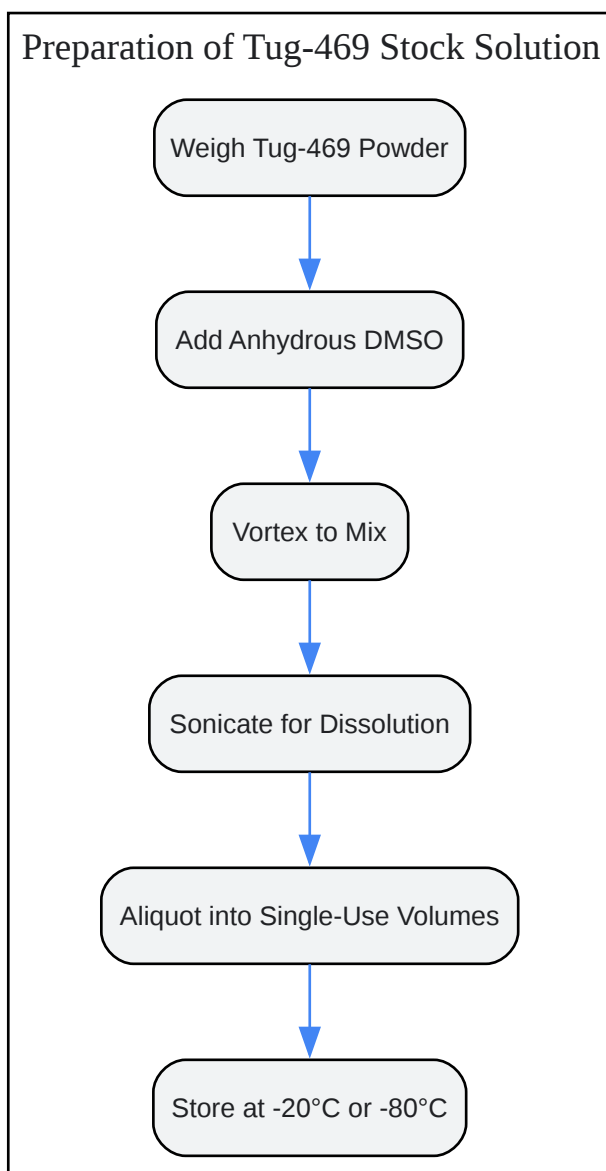 Preparation of Tug-469 Stock Solution
Weigh Tug-469 Powder
Add Anhydrous DMSO
Vortex to Mix
Sonicate for Dissolution
Aliquot into Single-Use Volumes
Store at -20°C or -80°C